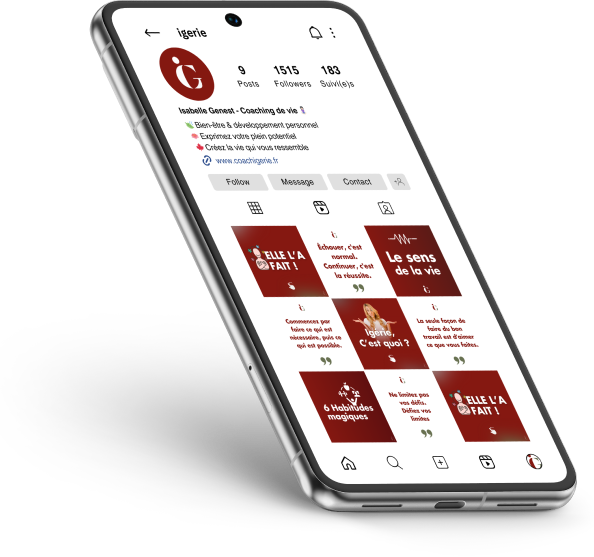 igerie
9 1515 183
Posts Followers Suivi(e)s
Isabelle Genest - Coaching de vie
Bien-être & développement personnel
Exprimez votre plein potentiel
Créez la vie qui vous ressemble
www.coachigerie.fr
Follow Message Contact
ELLE L'A
FAIT !
Échouer, c'est
normal.
Continuer, c'est
la réussite.
Le sens
de la vie
Commencez par
faire ce qui est
nécessaire, puis ce
qui est possible.
igerie,
C'est quoi ?
La seule façon de
faire du bon
travail est d'aimer
ce que vous faites.
6 Habitudes
magiques
Ne limitez pas
vos défis.
Défiez vos
limites
ELLE L'A
FAIT !